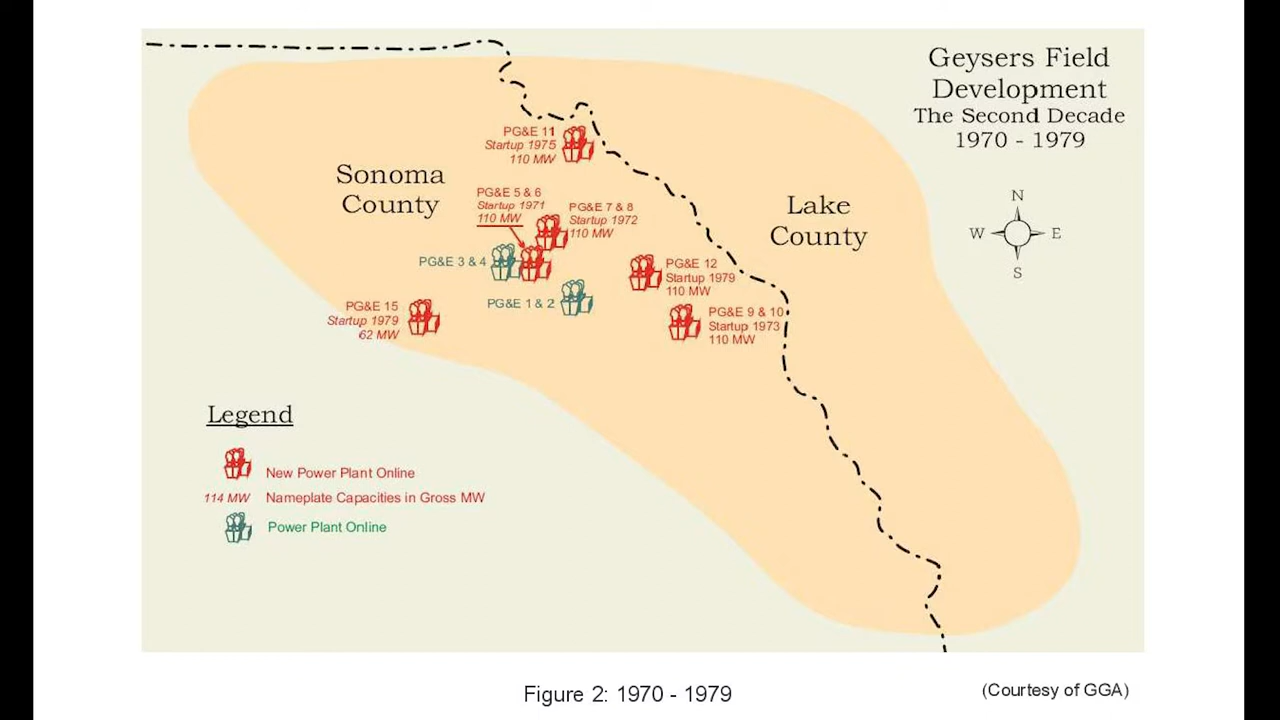 Geysers Field
Development
The Second Decade
1970 - 1979
PG&E 11
Startup 1975
110 MW
Sonoma
County
PG&E 5 & 6
Startup 1971
110 MW
PG&E 7 & 8
Startup 1972
110 MW
Lake
County
N
W
E
S
PG&E 3 & 4
PG&E 12
Startup 1979
110 MW
PG&E 1 & 2
PG&E 15
Startup 1979
62 MW
PG&E 9 & 10
Startup 1973
110 MW
Legend
New Power Plant Online
114 MW Nameplate Capacities in Gross MW
Power Plant Online
Figure 2: 1970 - 1979
(Courtesy of GGA)